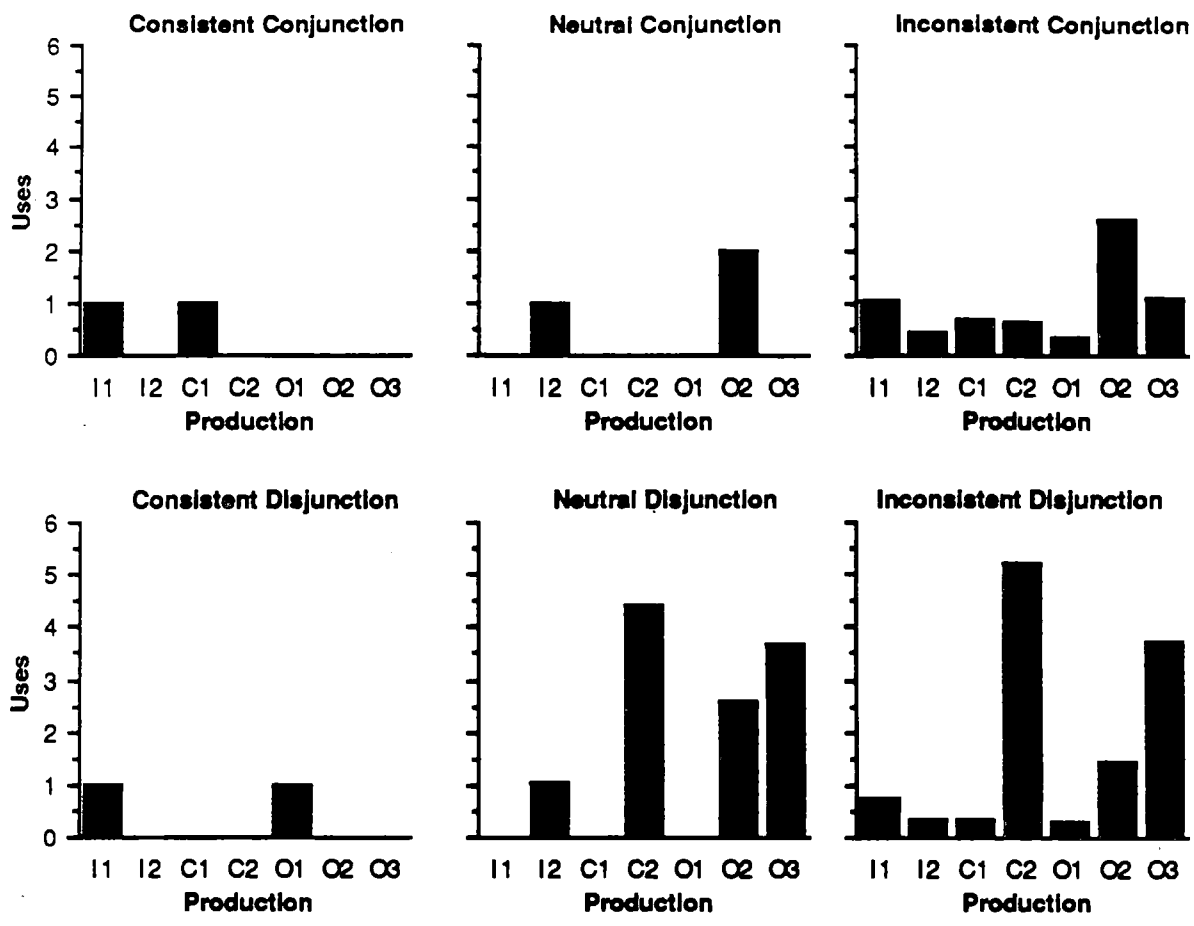 Consistent Conjunction
Neutral Conjunction
Inconsistent Conjunction
6
5
4
3
2
1
0
Uses
I1 I2 C1 C2 O1 O2 O3
I1 I2 C1 C2 O1 O2 O3
I1 I2 C1 C2 O1 O2 O3
Production
Production
Production
Consistent Disjunction
Neutral Disjunction
Inconsistent Disjunction
6
5
4
3
2
1
0
Uses
I1 I2 C1 C2 O1 O2 O3
I1 I2 C1 C2 O1 O2 O3
I1 I2 C1 C2 O1 O2 O3
Production
Production
Production